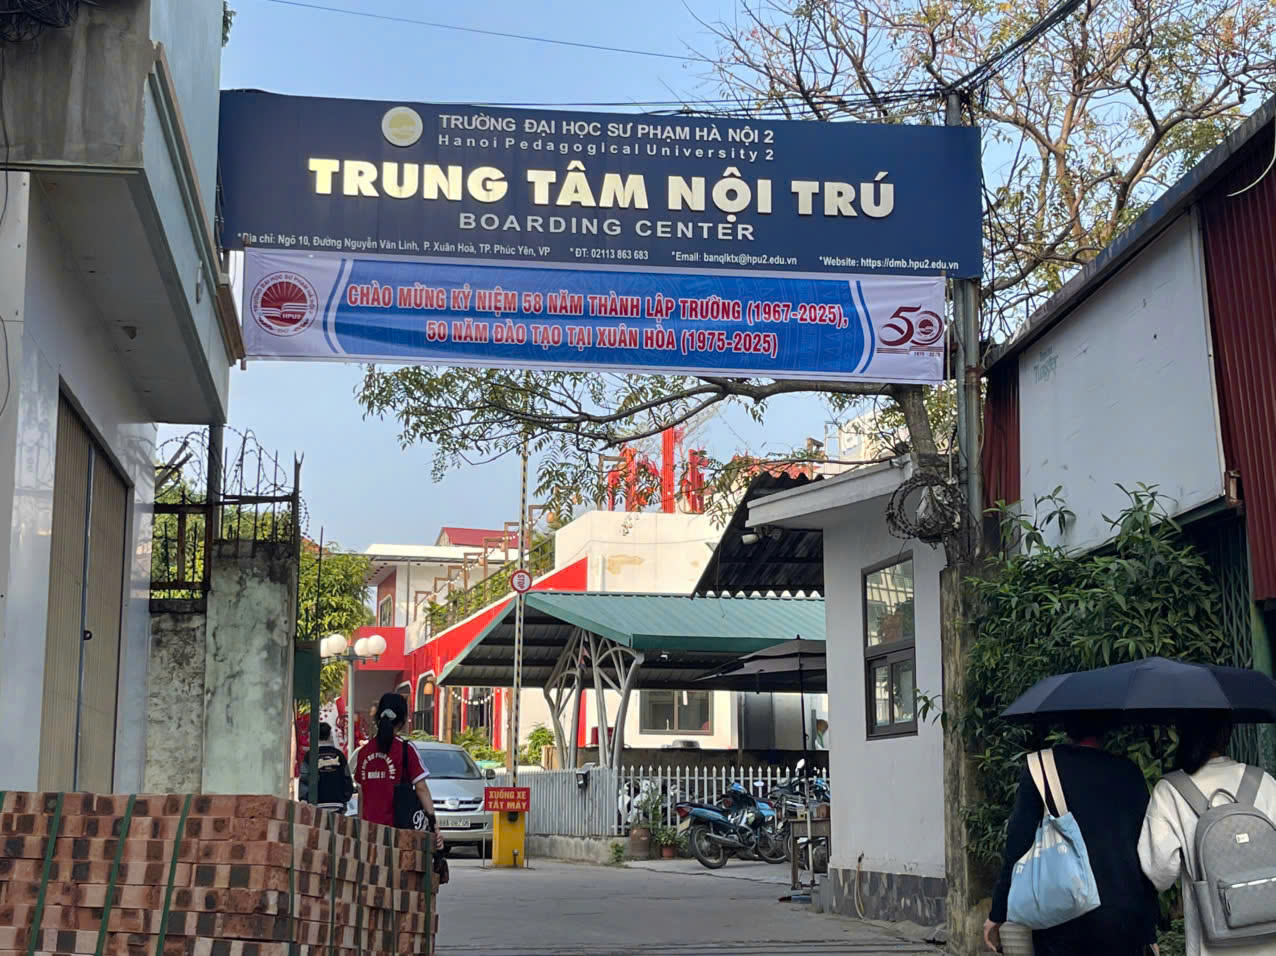 TRƯỜNG ĐẠI HỌC SƯ PHẠM HÀ NỘI 2
Hanoi Pedagogical University 2
TRUNG TÂM NỘI TRÚ
BOARDING CENTER
*Địa chỉ: Ngõ 10, Đường Nguyễn Văn Linh, P. Xuân Hoà, TP. Phúc Yên, VP *ĐT: 02113 863 683 *Email: banqlktx@hpu2.edu.vn *Website: https://dmb.hpu2.edu.vn
CHÀO MỪNG KỶ NIỆM 58 NĂM THÀNH LẬP TRƯỜNG (1967-2025),
50 NĂM ĐÀO TẠO TẠI XUÂN HÒA (1975-2025)
HPU2
50
XUỐNG XE
TẮT MÁY